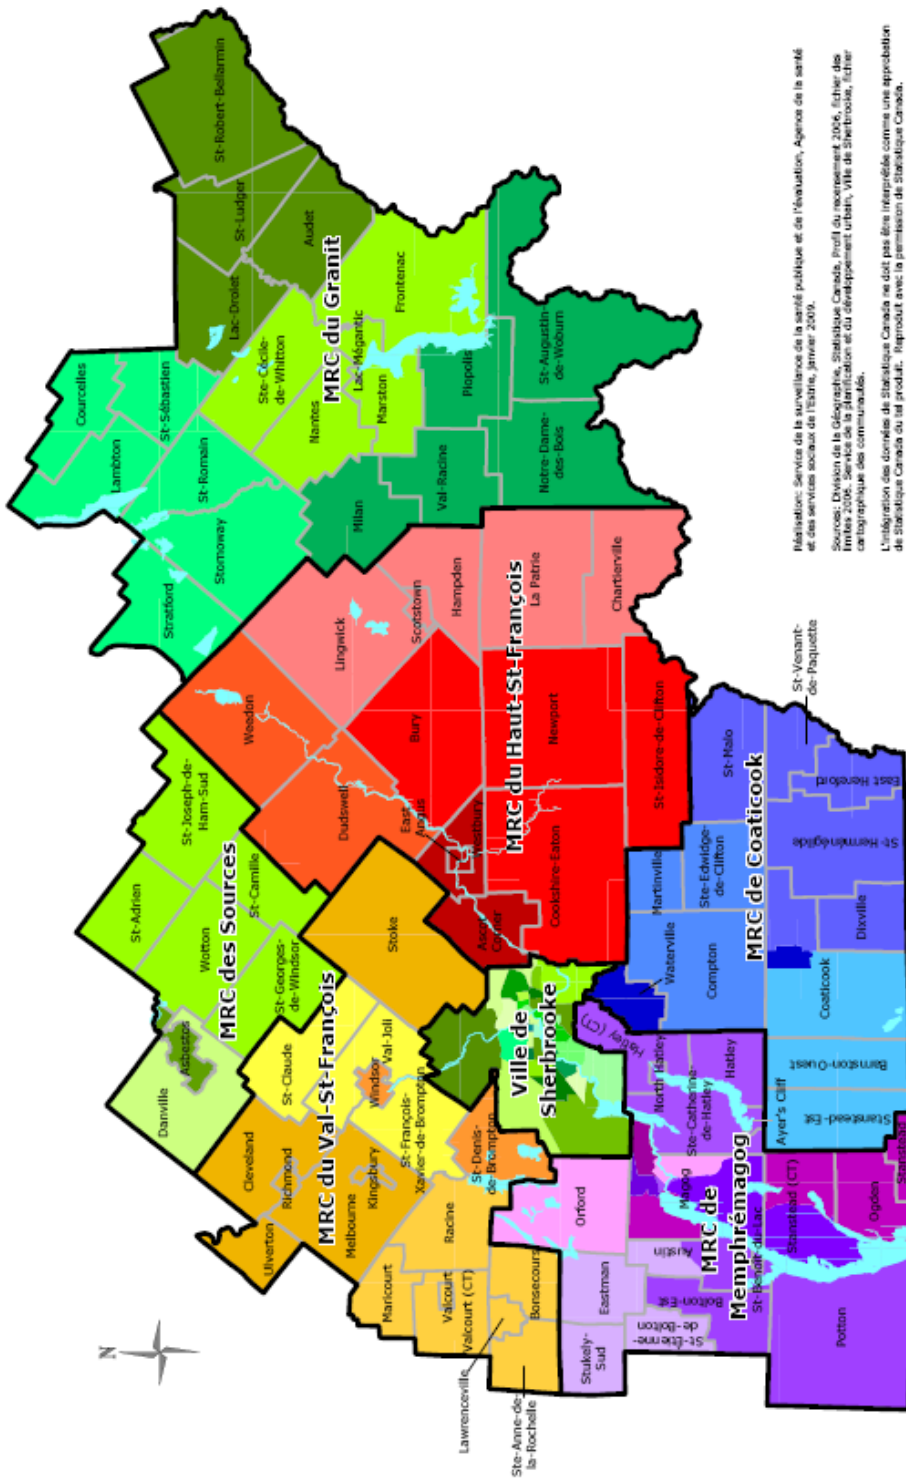 N
St-Robert-Bellarmin
St-Ludger
Audet
Lac-Drolet
MRC du Granit
Frontenac
Ste-Cécile-
de-Whitton
Lac-Mégantic
Nantes
Marston
Courcelles
St-Sébastien
Lambton
St-Romain
Stornoway
Stratford
Piopolis
St-Augustin-
de-Woburn
Notre-Dame-
des-Bois
Val-Racine
Milan
Lingwick
Scotstown
Hampden
La Patrie
Chartierville
Weedon
Dudswell
Bury
MRC du Haut-St-François
Newport
St-Isidore-de-Clifton
East
Angus
Cookshire-Eaton
Ascot
Corner
St-Joseph-de-
Ham-Sud
St-Adrien
St-Camille
Wotton
MRC des Sources
St-Georges-
de-Windsor
Asbestos
Danville
Stoke
Val-Joli
Windsor
St-Claude
MRC du Val-St-François
St-François-
Xavier-de-Brompton
St-Denis-
de-Brompton
Cleveland
Richmond
Kingsbury
Melbourne
Ulverton
Racine
Maricourt
Valcourt
Valcourt (CT)
Lawrenceville
Bonsecours
Ste-Anne-de-
la-Rochelle
Ville de
Sherbrooke
St-Venant-
de-Paquette
St-Malo
East Hereford
St-Herménégilde
MRC de Coaticook
Martinville
Ste-Edwidge-
de-Clifton
Dixville
Waterville
Compton
Coaticook
Barnston-Ouest
Stanstead-Est
Hatley (CT)
North Hatley
Hatley
Ste-Catherine-
de-Hatley
Ayer's Cliff
Magog
MRC de
Memphrémagog
Stanstead (CT)
Ogden
Stanstead
Orford
Austin
St-Benoît-du-Lac
Eastman
Bolton-Est
St-Étienne-
de-Bolton
Stukely-
Sud
Potton
Réalisation: Service de la surveillance de la santé publique et de l'évaluation, Agence de la santé
et des services sociaux de l'Estrie, janvier 2009.
Sources: Division de la Géographie, Statistique Canada, Profil du recensement 2006, fichier des
limites 2006. Service de la planification et du développement urbain, Ville de Sherbrooke, fichier
cartographique des communautés.
L'intégration des données de Statistique Canada ne doit pas être interprétée comme une approbation
de Statistique Canada du tel produit. Reproduit avec la permission de Statistique Canada.